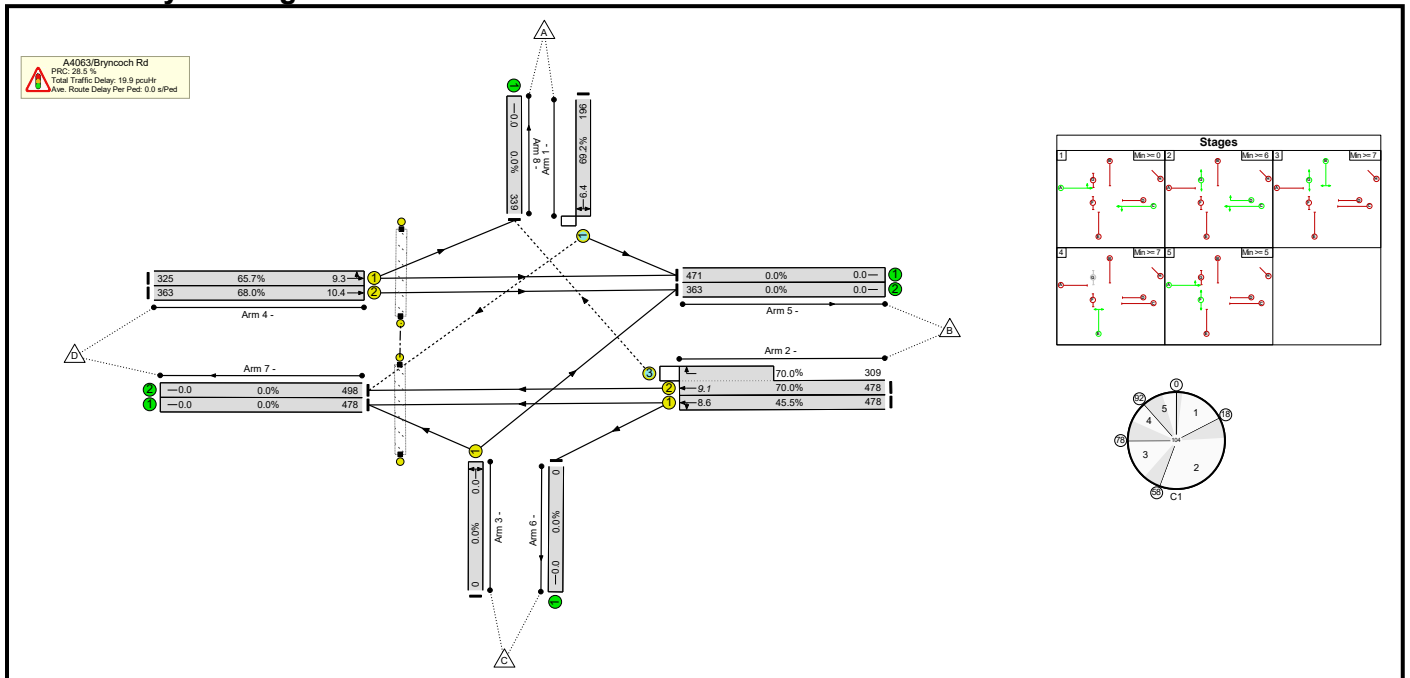 A4063/Bryncoch Rd
PRC: 28.5 %
Total Traffic Delay: 19.9 pcuHr
Ave. Route Delay Per Ped: 0.0 s/Ped
A
1
0.0 0.0% 339
Arm 8 -
Arm 1 -
196 69.2% 6.4
1
325 65.7% 9.3 1
363 68.0% 10.4 2
Arm 4 -
471 0.0% 0.0 1
363 0.0% 0.0 2
Arm 5 -
D
B
Arm 7 -
2 0.0 0.0% 498
1 0.0 0.0% 478
Arm 2 -
3 70.0% 309
2 9.1 70.0% 478
1 8.6 45.5% 478
1
0.0 0.0% 0
Arm 3 -
Arm 6 -
0 0.0% 0.0
1
C
Stages
1 Min >= 0
2 Min >= 6
3 Min >= 7
4 Min >= 7
5 Min >= 5
0
92
18
5
1
4
104
78
3
2
58
C1